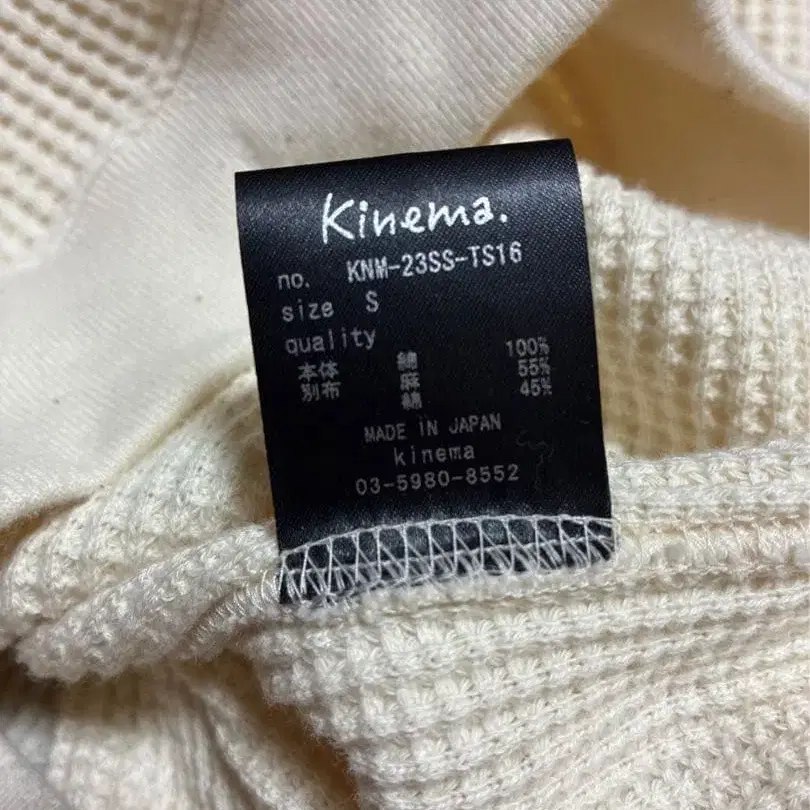 Kinema.
no. KNM-23SS-TS16
size S
quality
本体 綿 100%
別布 麻 55%
綿 45%
MADE IN JAPAN
kinema
03-5980-8552